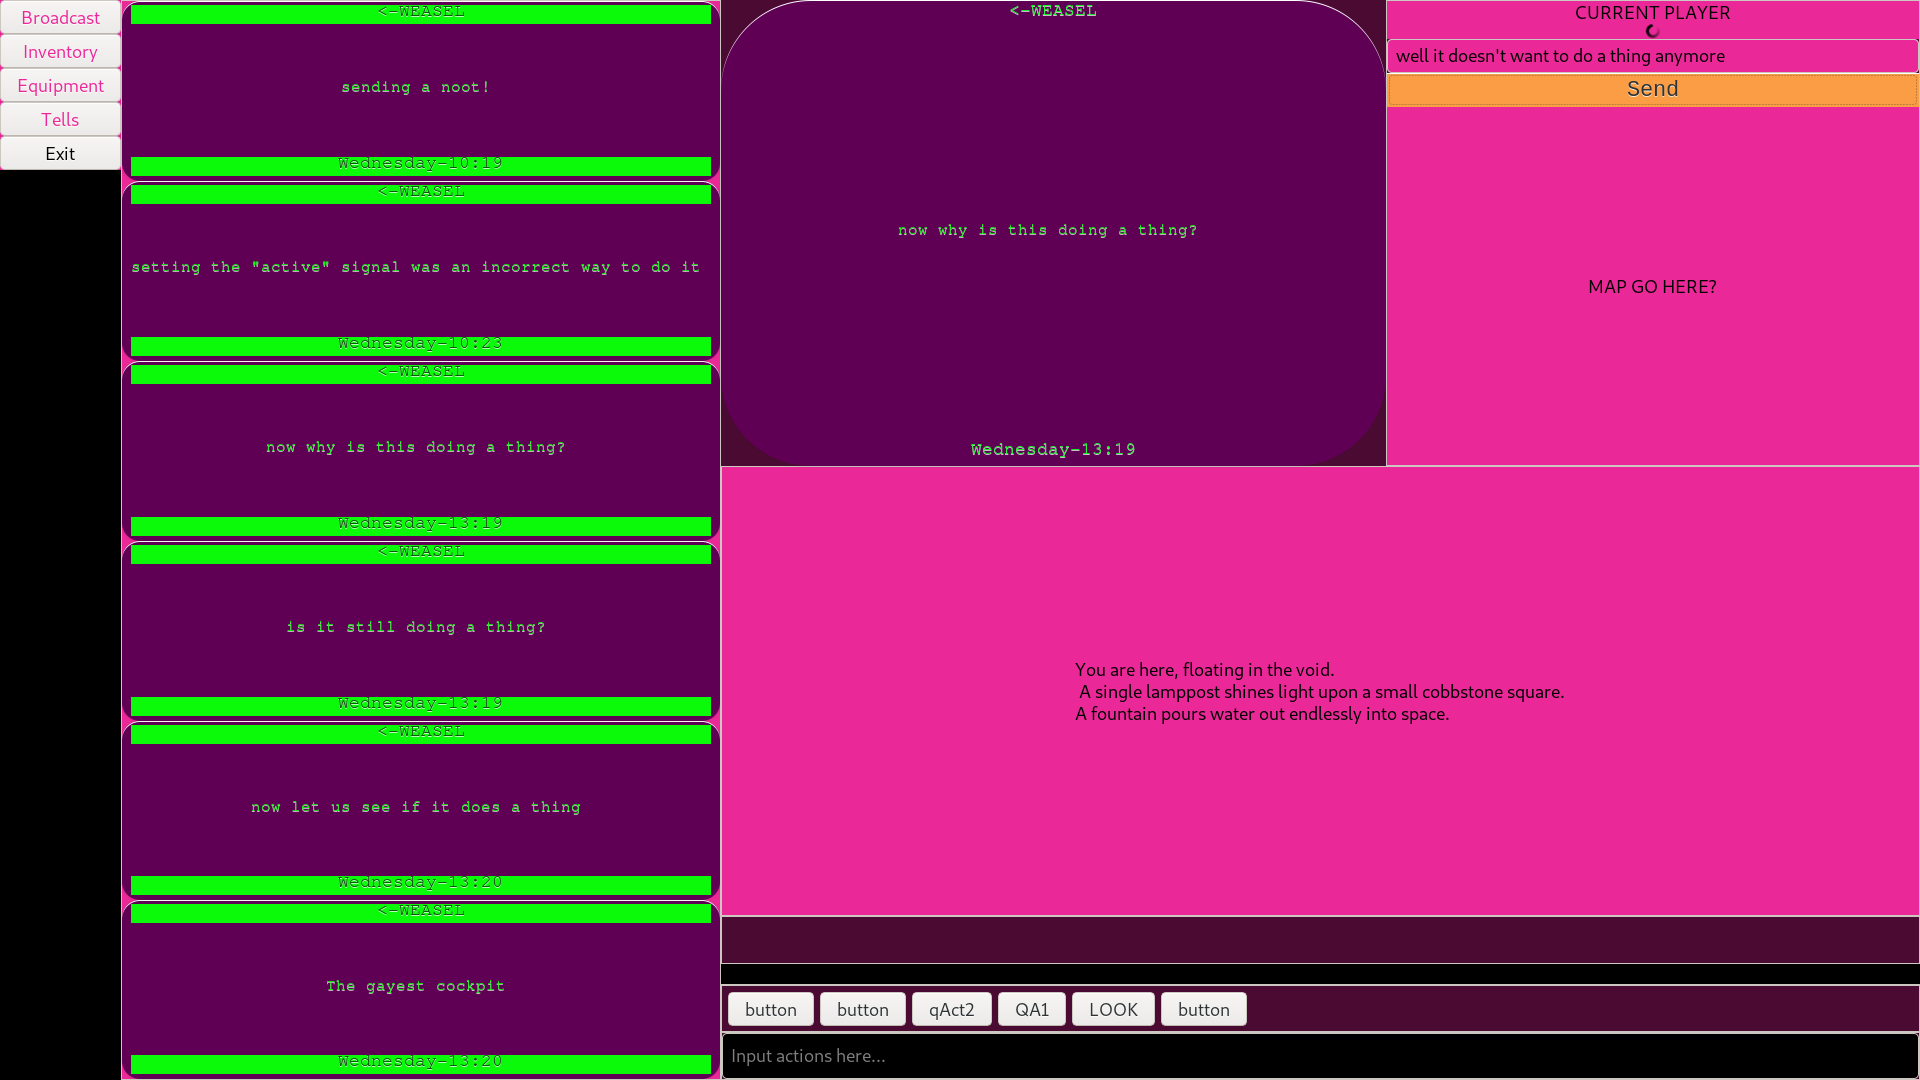 Broadcast
Inventory
Equipment
Tells
Exit
<-WEASEL
sending a noot!
Wednesday-10:19
<-WEASEL
setting the "active" signal was an incorrect way to do it
Wednesday-10:23
<-WEASEL
now why is this doing a thing?
Wednesday-13:19
<-WEASEL
is it still doing a thing?
Wednesday-13:19
<-WEASEL
now let us see if it does a thing
Wednesday-13:20
<-WEASEL
The gayest cockpit
Wednesday-13:20
<-WEASEL
now why is this doing a thing?
Wednesday-13:19
CURRENT PLAYER
well it doesn't want to do a thing anymore
Send
MAP GO HERE?
You are here, floating in the void.
A single lamppost shines light upon a small cobbstone square.
A fountain pours water out endlessly into space.
button button qAct2 QA1 LOOK button
Input actions here...